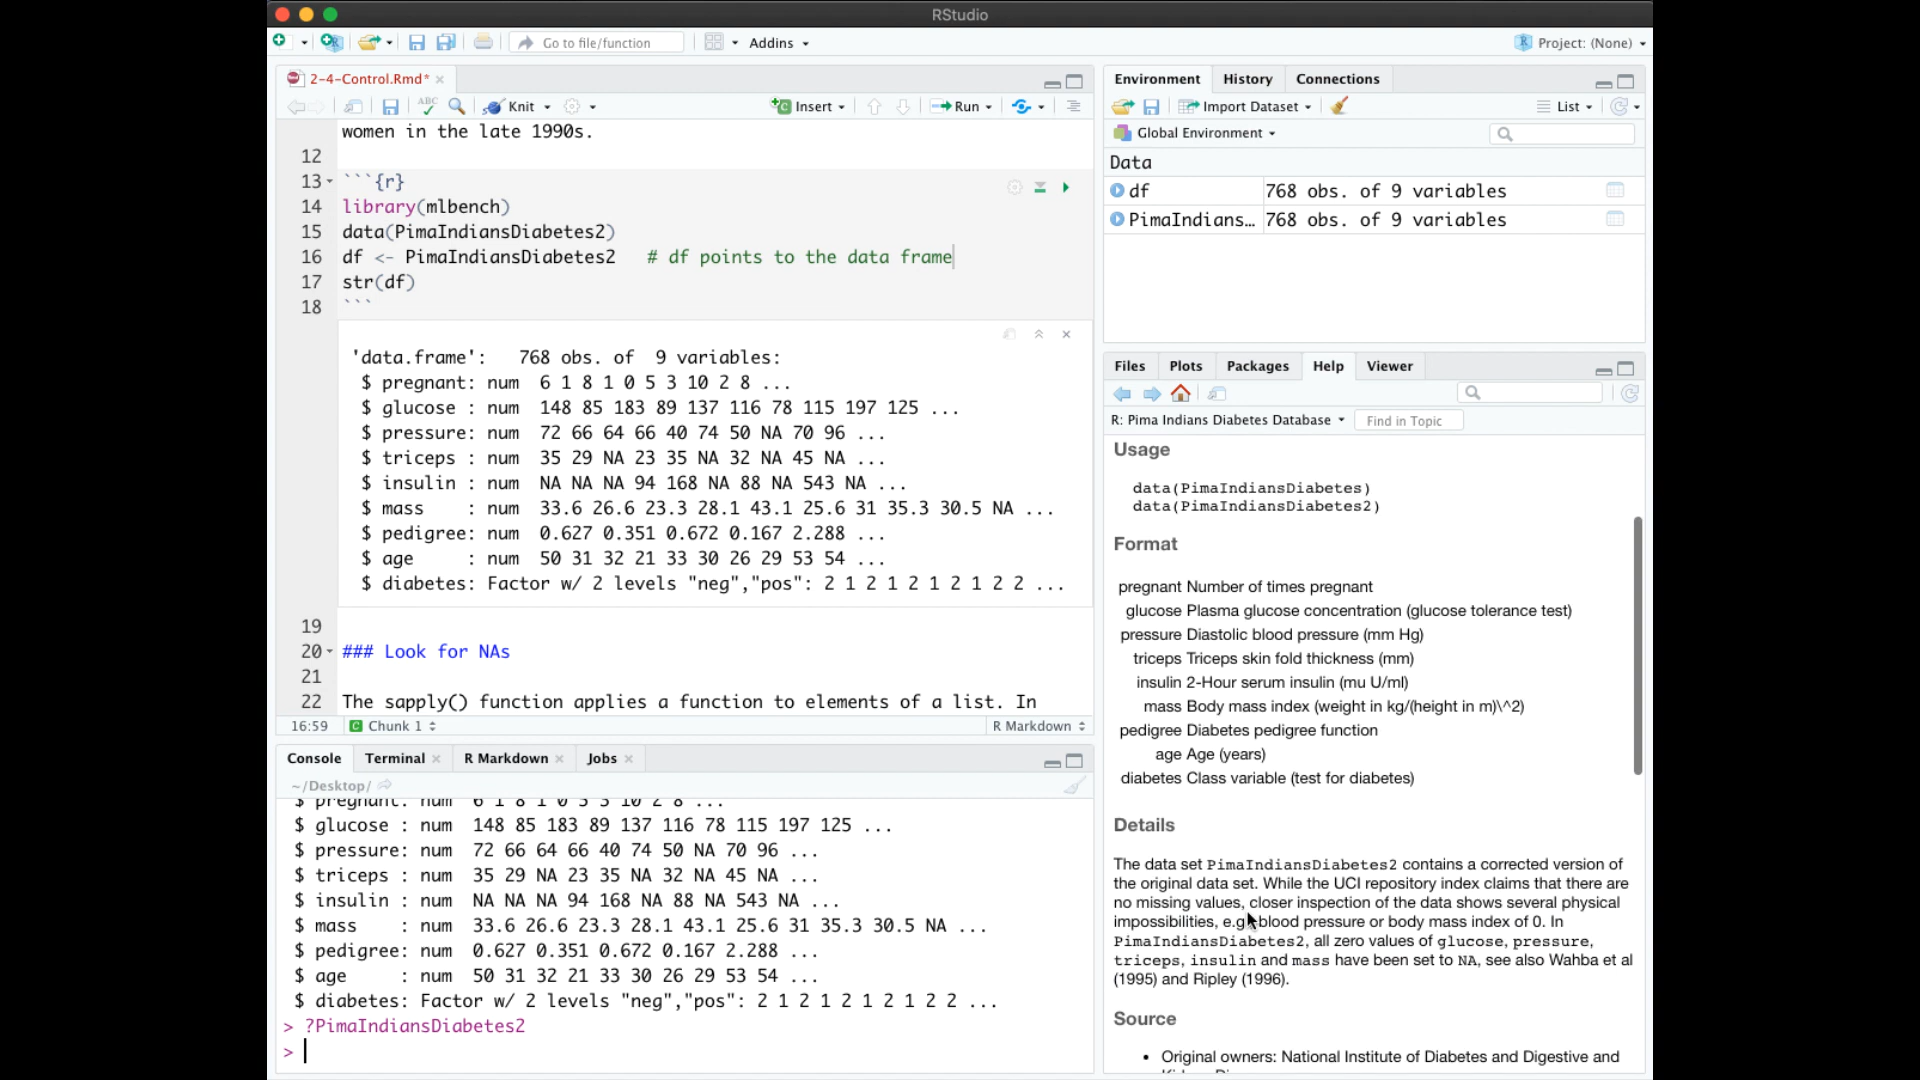 RStudio
Go to file/function
Addins
Project: (None)
2-4-Control.Rmd*
ABC
Knit
Insert
Run
women in the late 1990s.
12
13 ```{r}
14 library(mlbench)
15 data(PimaIndiansDiabetes2)
16 df <- PimaIndiansDiabetes2   # df points to the data frame
17 str(df)
18 ```
'data.frame':   768 obs. of  9 variables:
$ pregnant: num  6 1 8 1 0 5 3 10 2 8 ...
$ glucose : num  148 85 183 89 137 116 78 115 197 125 ...
$ pressure: num  72 66 64 66 40 74 50 NA 70 96 ...
$ triceps : num  35 29 NA 23 35 NA 32 NA 45 NA ...
$ insulin : num  NA NA NA 94 168 NA 88 NA 543 NA ...
$ mass    : num  33.6 26.6 23.3 28.1 43.1 25.6 31 35.3 30.5 NA ...
$ pedigree: num  0.627 0.351 0.672 0.167 2.288 ...
$ age     : num  50 31 32 21 33 30 26 29 53 54 ...
$ diabetes: Factor w/ 2 levels "neg","pos": 2 1 2 1 2 1 2 1 2 2 ...
19
20 ### Look for NAs
21
22 The sapply() function applies a function to elements of a list. In
16:59
Chunk 1
R Markdown
Console
Terminal
R Markdown
Jobs
~/Desktop/
$ pregnant: num  6 1 8 1 0 5 3 10 2 8 ...
$ glucose : num  148 85 183 89 137 116 78 115 197 125 ...
$ pressure: num  72 66 64 66 40 74 50 NA 70 96 ...
$ triceps : num  35 29 NA 23 35 NA 32 NA 45 NA ...
$ insulin : num  NA NA NA 94 168 NA 88 NA 543 NA ...
$ mass    : num  33.6 26.6 23.3 28.1 43.1 25.6 31 35.3 30.5 NA ...
$ pedigree: num  0.627 0.351 0.672 0.167 2.288 ...
$ age     : num  50 31 32 21 33 30 26 29 53 54 ...
$ diabetes: Factor w/ 2 levels "neg","pos": 2 1 2 1 2 1 2 1 2 2 ...
> ?PimaIndiansDiabetes2
>
Environment
History
Connections
Import Dataset
List
Global Environment
Data
df 768 obs. of 9 variables
PimaIndians... 768 obs. of 9 variables
Files
Plots
Packages
Help
Viewer
R: Pima Indians Diabetes Database
Find in Topic
Usage
data(PimaIndiansDiabetes)
data(PimaIndiansDiabetes2)
Format
pregnant Number of times pregnant
glucose Plasma glucose concentration (glucose tolerance test)
pressure Diastolic blood pressure (mm Hg)
triceps Triceps skin fold thickness (mm)
insulin 2-Hour serum insulin (mu U/ml)
mass Body mass index (weight in kg/(height in m)\^2)
pedigree Diabetes pedigree function
age Age (years)
diabetes Class variable (test for diabetes)
Details
The data set PimaIndiansDiabetes2 contains a corrected version of
the original data set. While the UCI repository index claims that there are
no missing values, closer inspection of the data shows several physical
impossibilities, e.g. blood pressure or body mass index of 0. In
PimaIndiansDiabetes2, all zero values of glucose, pressure,
triceps, insulin and mass have been set to NA, see also Wahba et al
(1995) and Ripley (1996).
Source
• Original owners: National Institute of Diabetes and Digestive and